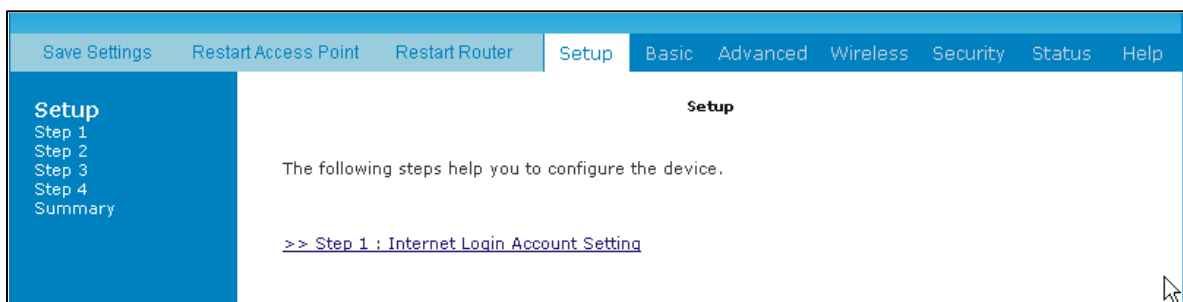 Save Settings Restart Access Point Restart Router Setup Basic Advanced Wireless Security Status Help
Setup
Step 1
Step 2
Step 3
Step 4
Summary
Setup
The following steps help you to configure the device.
>> Step 1 : Internet Login Account Setting